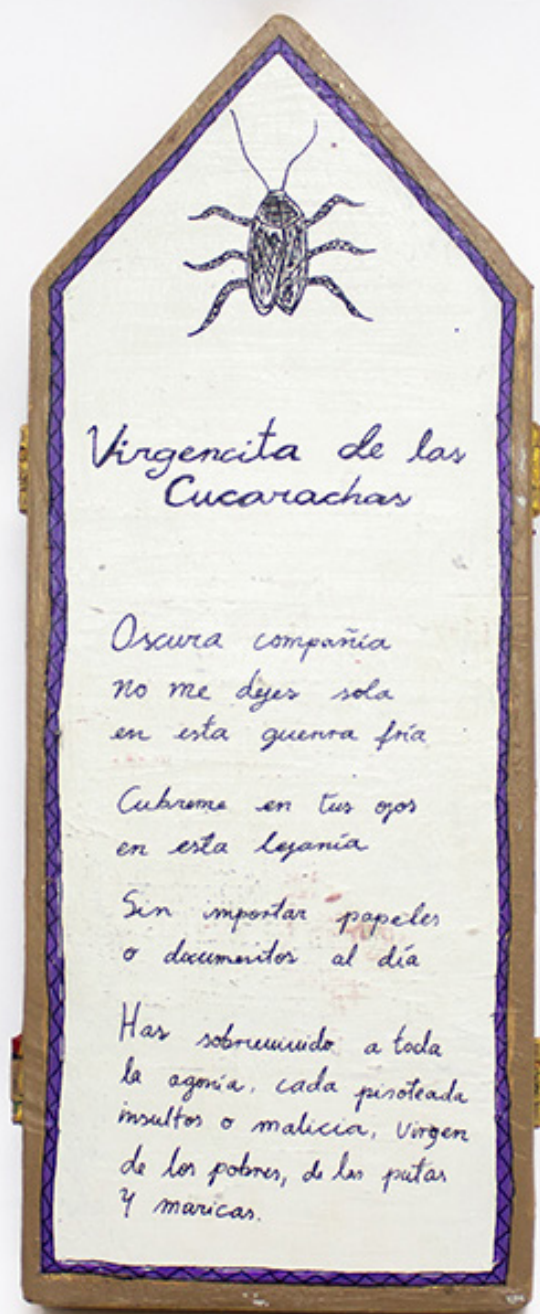 Virgencita de las
Cucarachas
Oscura compañia
no me dejes sola
en esta guerra fría
Cubreme en tus ojos
en esta lejanía
Sin importar papeles
o documentos al día
Has sobrevivido a toda
la agonía, cada pisoteada
insultos o malicia, Virgen
de los pobres, de las putas
y maricas.